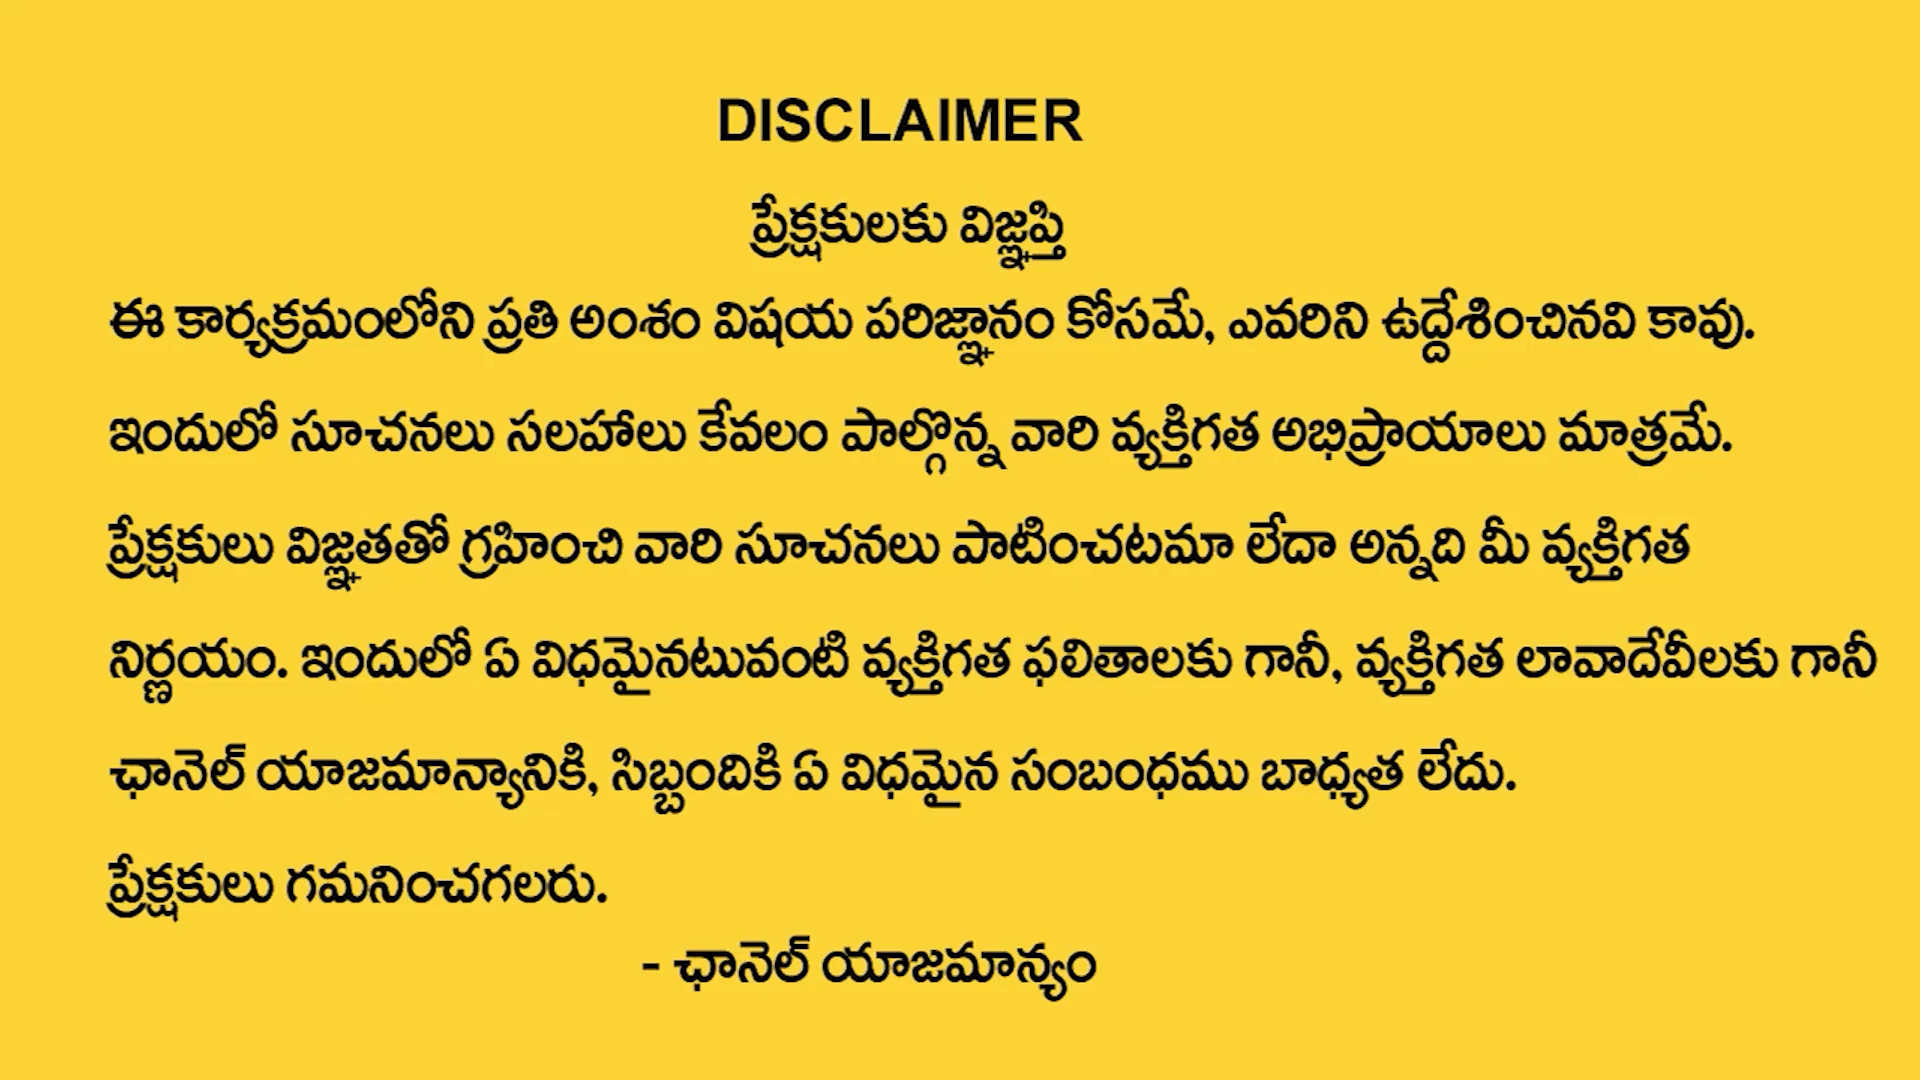 DISCLAIMER
ప్రేక్షకులకు విజ్ఞప్తి
ఈ కార్యక్రమంలోని ప్రతి అంశం విషయ పరిజ్ఞానం కోసమే, ఎవరిని ఉద్దేశించినవి కావు.
ఇందులో సూచనలు సలహాలు కేవలం పాల్గొన్న వారి వ్యక్తిగత అభిప్రాయాలు మాత్రమే.
ప్రేక్షకులు విజ్ఞతతో గ్రహించి వారి సూచనలు పాటించటమా లేదా అన్నది మీ వ్యక్తిగత
నిర్ణయం. ఇందులో ఏ విధమైనటువంటి వ్యక్తిగత ఫలితాలకు గానీ, వ్యక్తిగత లావాదేవీలకు గానీ
ఛానెల్ యాజమాన్యానికి, సిబ్బందికి ఏ విధమైన సంబంధము బాధ్యత లేదు.
ప్రేక్షకులు గమనించగలరు.
- ఛానెల్ యాజమాన్యం